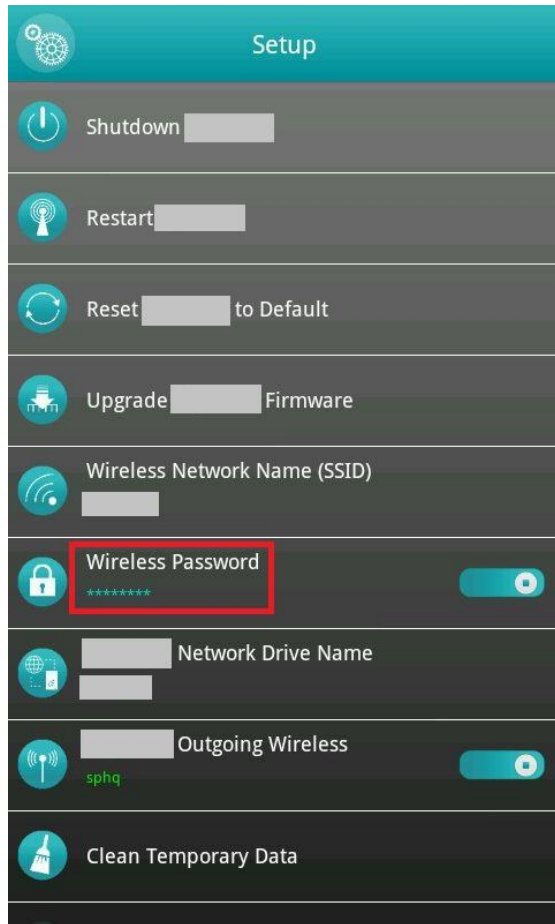 Setup
Shutdown
Restart
Reset to Default
Upgrade Firmware
Wireless Network Name (SSID)
Wireless Password
********
Network Drive Name
Outgoing Wireless
sphq
Clean Temporary Data